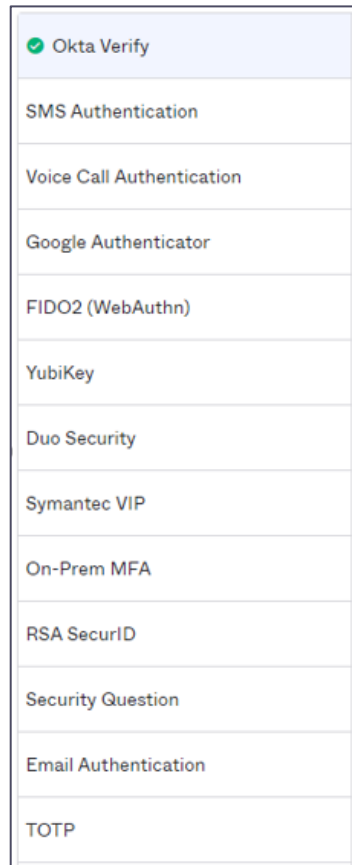 Okta Verify
SMS Authentication
Voice Call Authentication
Google Authenticator
FIDO2 (WebAuthn)
YubiKey
Duo Security
Symantec VIP
On-Prem MFA
RSA SecurID
Security Question
Email Authentication
TOTP